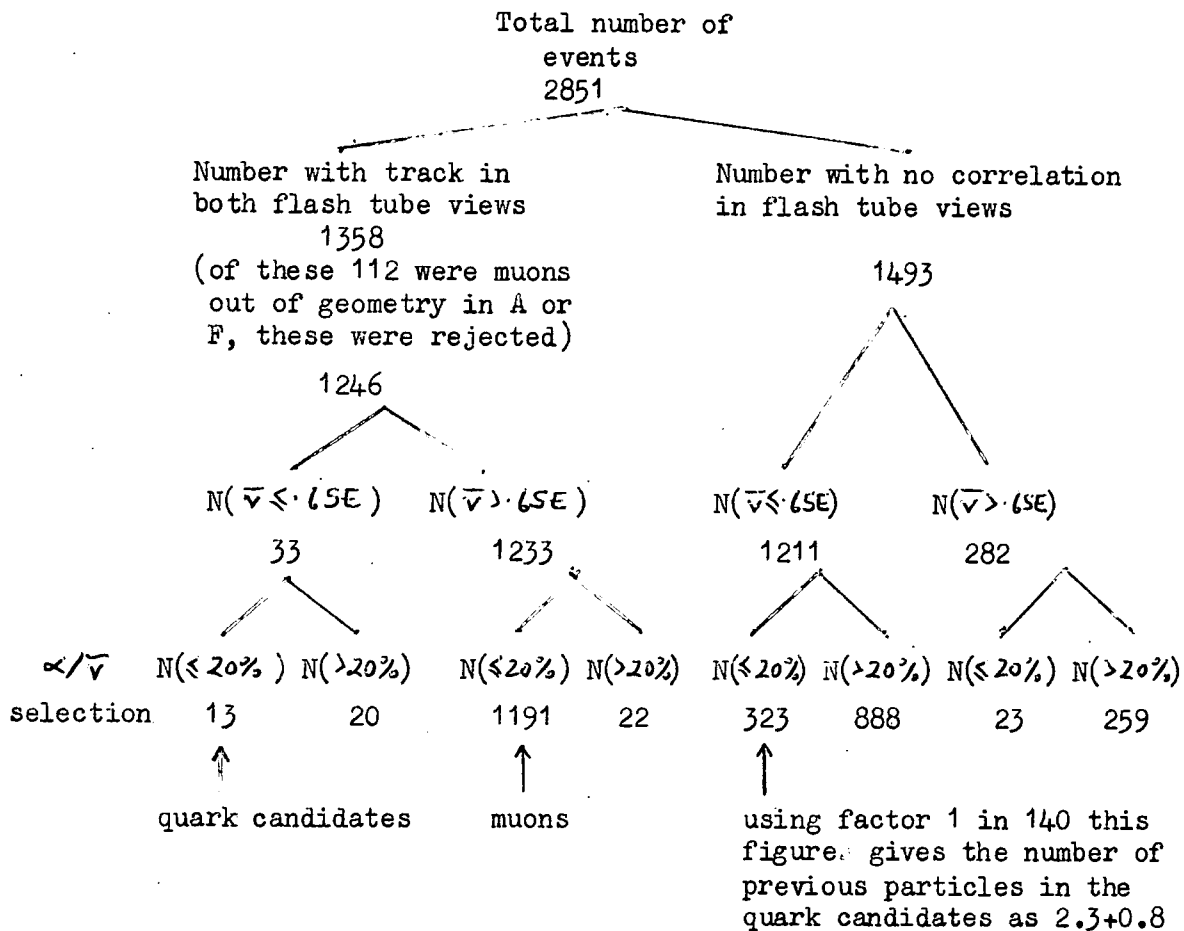 Total number of
events
2851
Number with track in
both flash tube views
1358
(of these 112 were muons
out of geometry in A or
F, these were rejected)
1246
Number with no correlation
in flash tube views
1493
N(v̄ ⩽·65E) N(v̄ >·65E) N(v̄ ⩽·65E) N(v̄ >·65E)
33 1233 1211 282
∝/v̄ N(⩽20%) N(>20%) N(⩽20%) N(>20%) N(⩽20%) N(>20%) N(⩽20%) N(>20%)
selection 13 20 1191 22 323 888 23 259
quark candidates
muons
using factor 1 in 140 this
figure. gives the number of
previous particles in the
quark candidates as 2.3+0.8